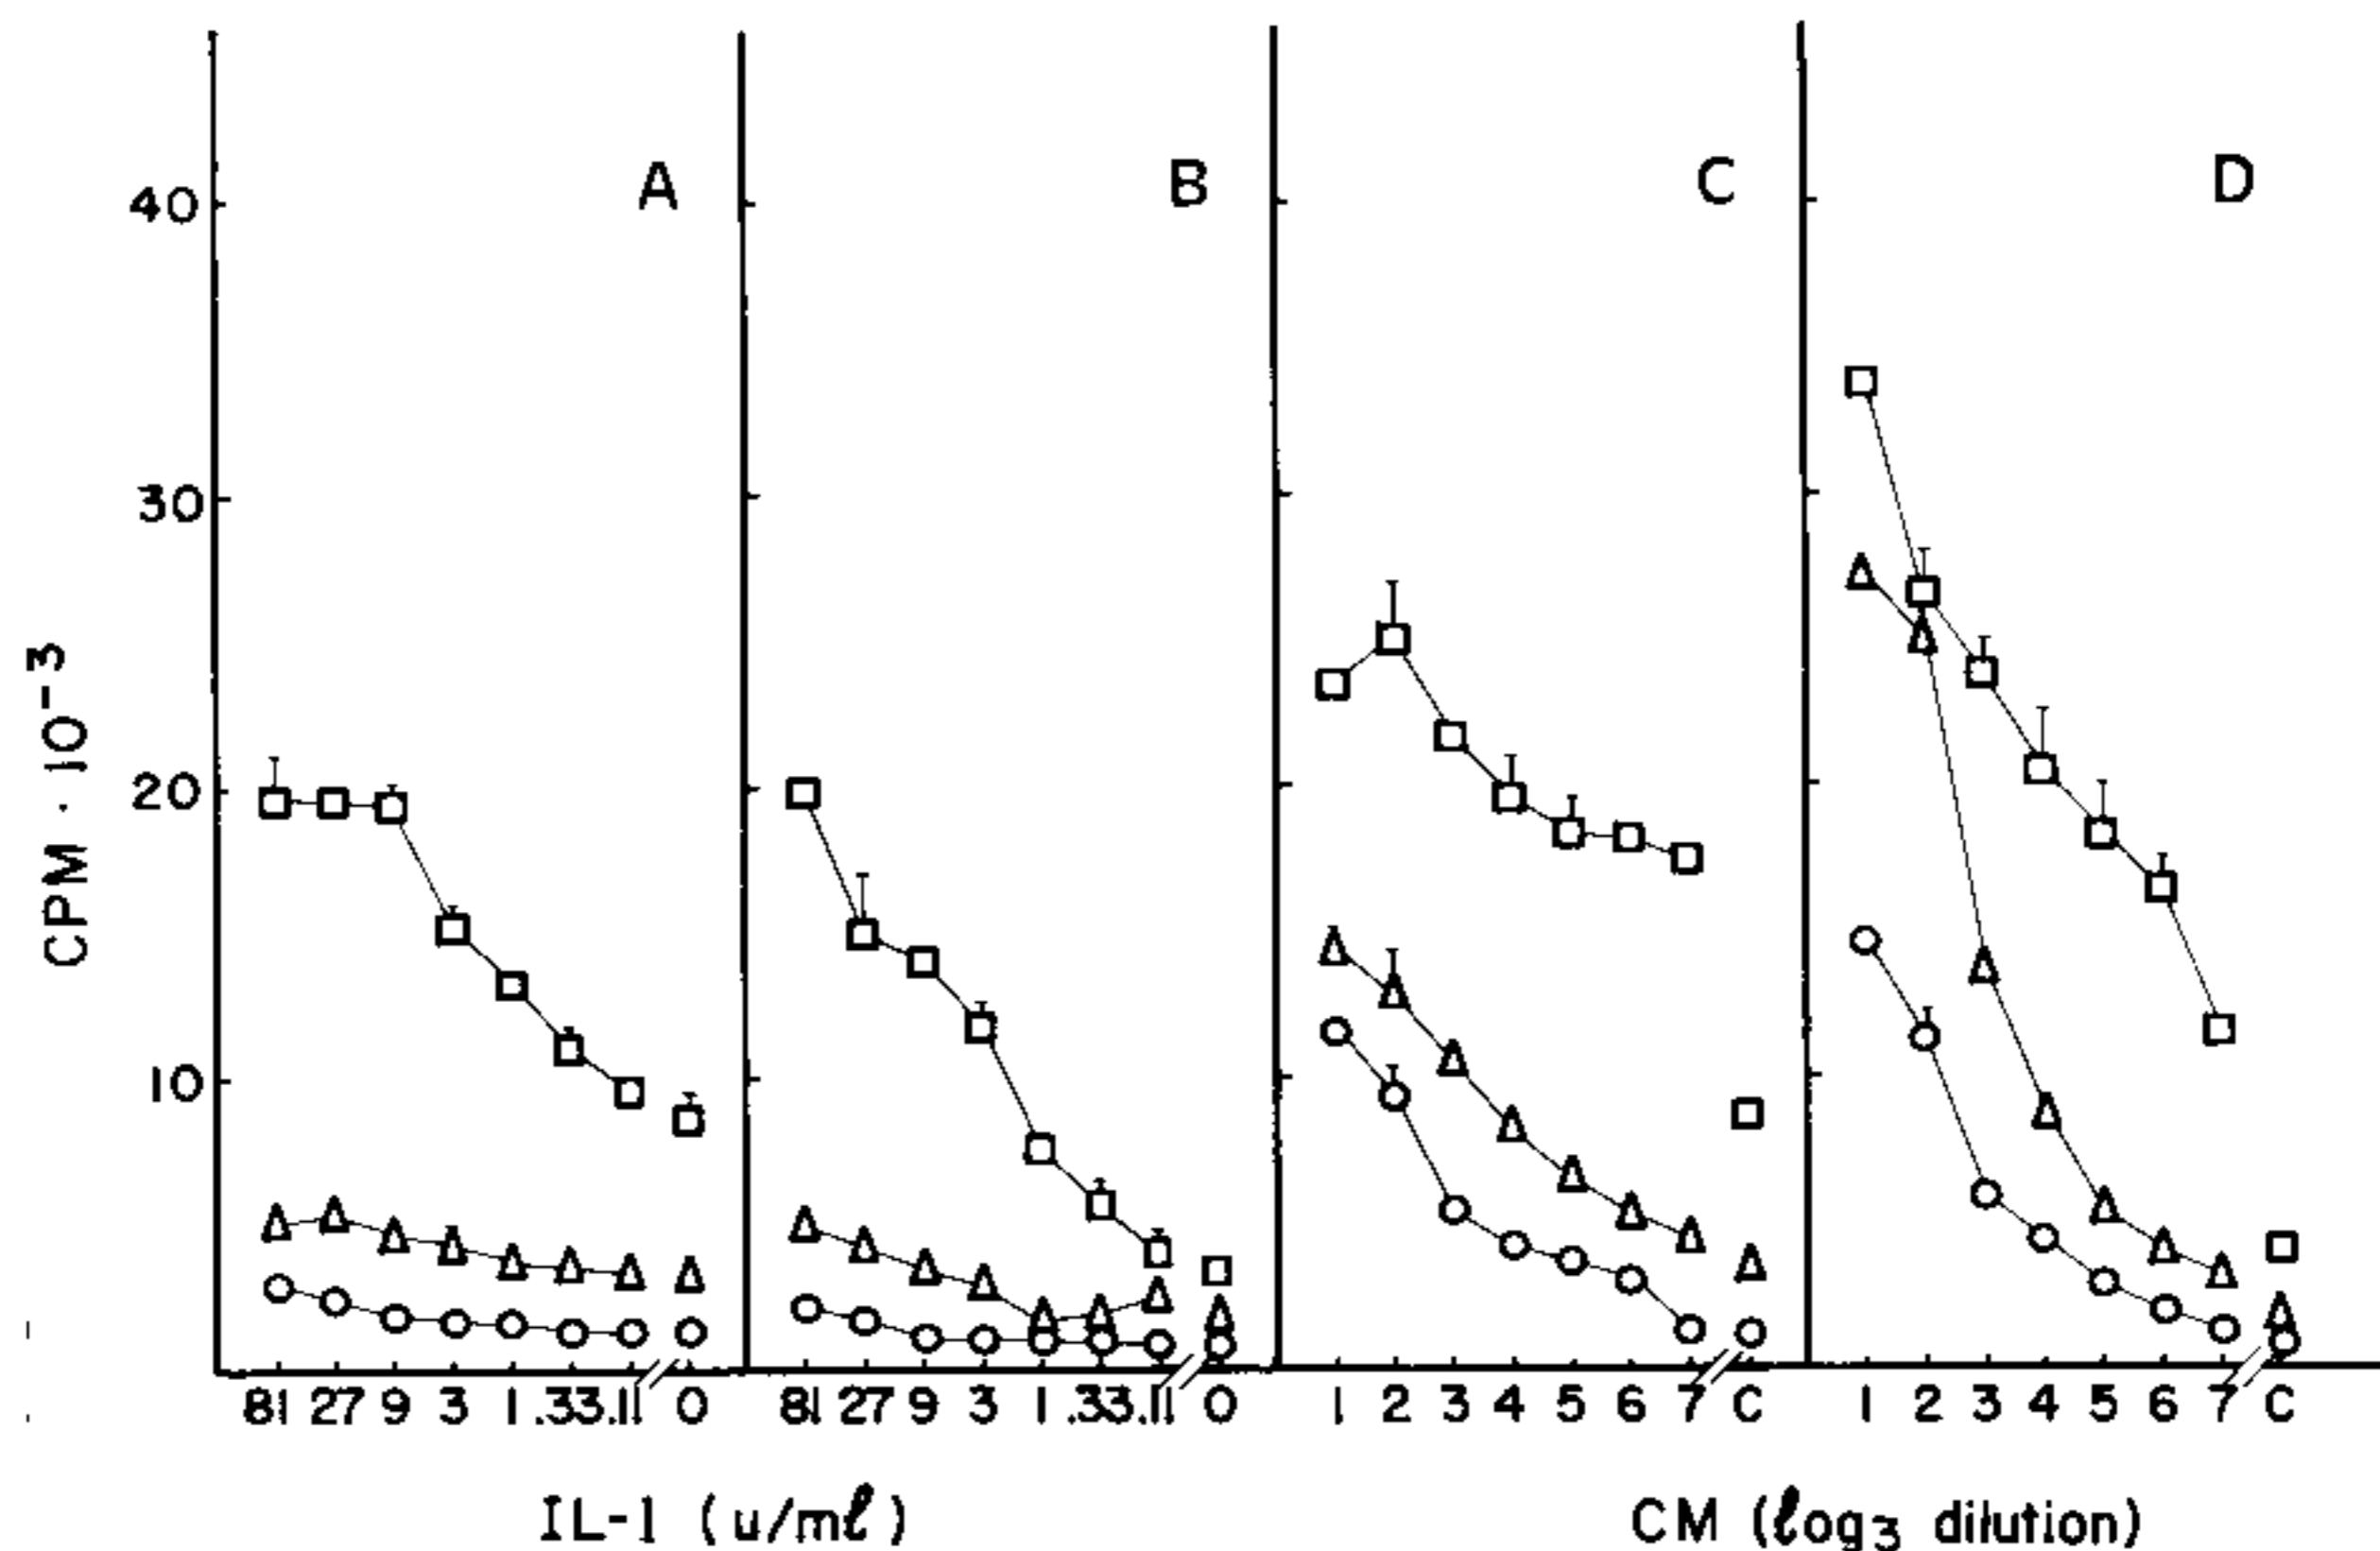 A B C D
40
30
20
10
CPM · 10⁻³
81 27 9 3 1 .33 .11 0 81 27 9 3 1 .33 .11 0 1 2 3 4 5 6 7 C 1 2 3 4 5 6 7 C
IL-1 (u/mℓ) CM (ℓog₃ dilution)